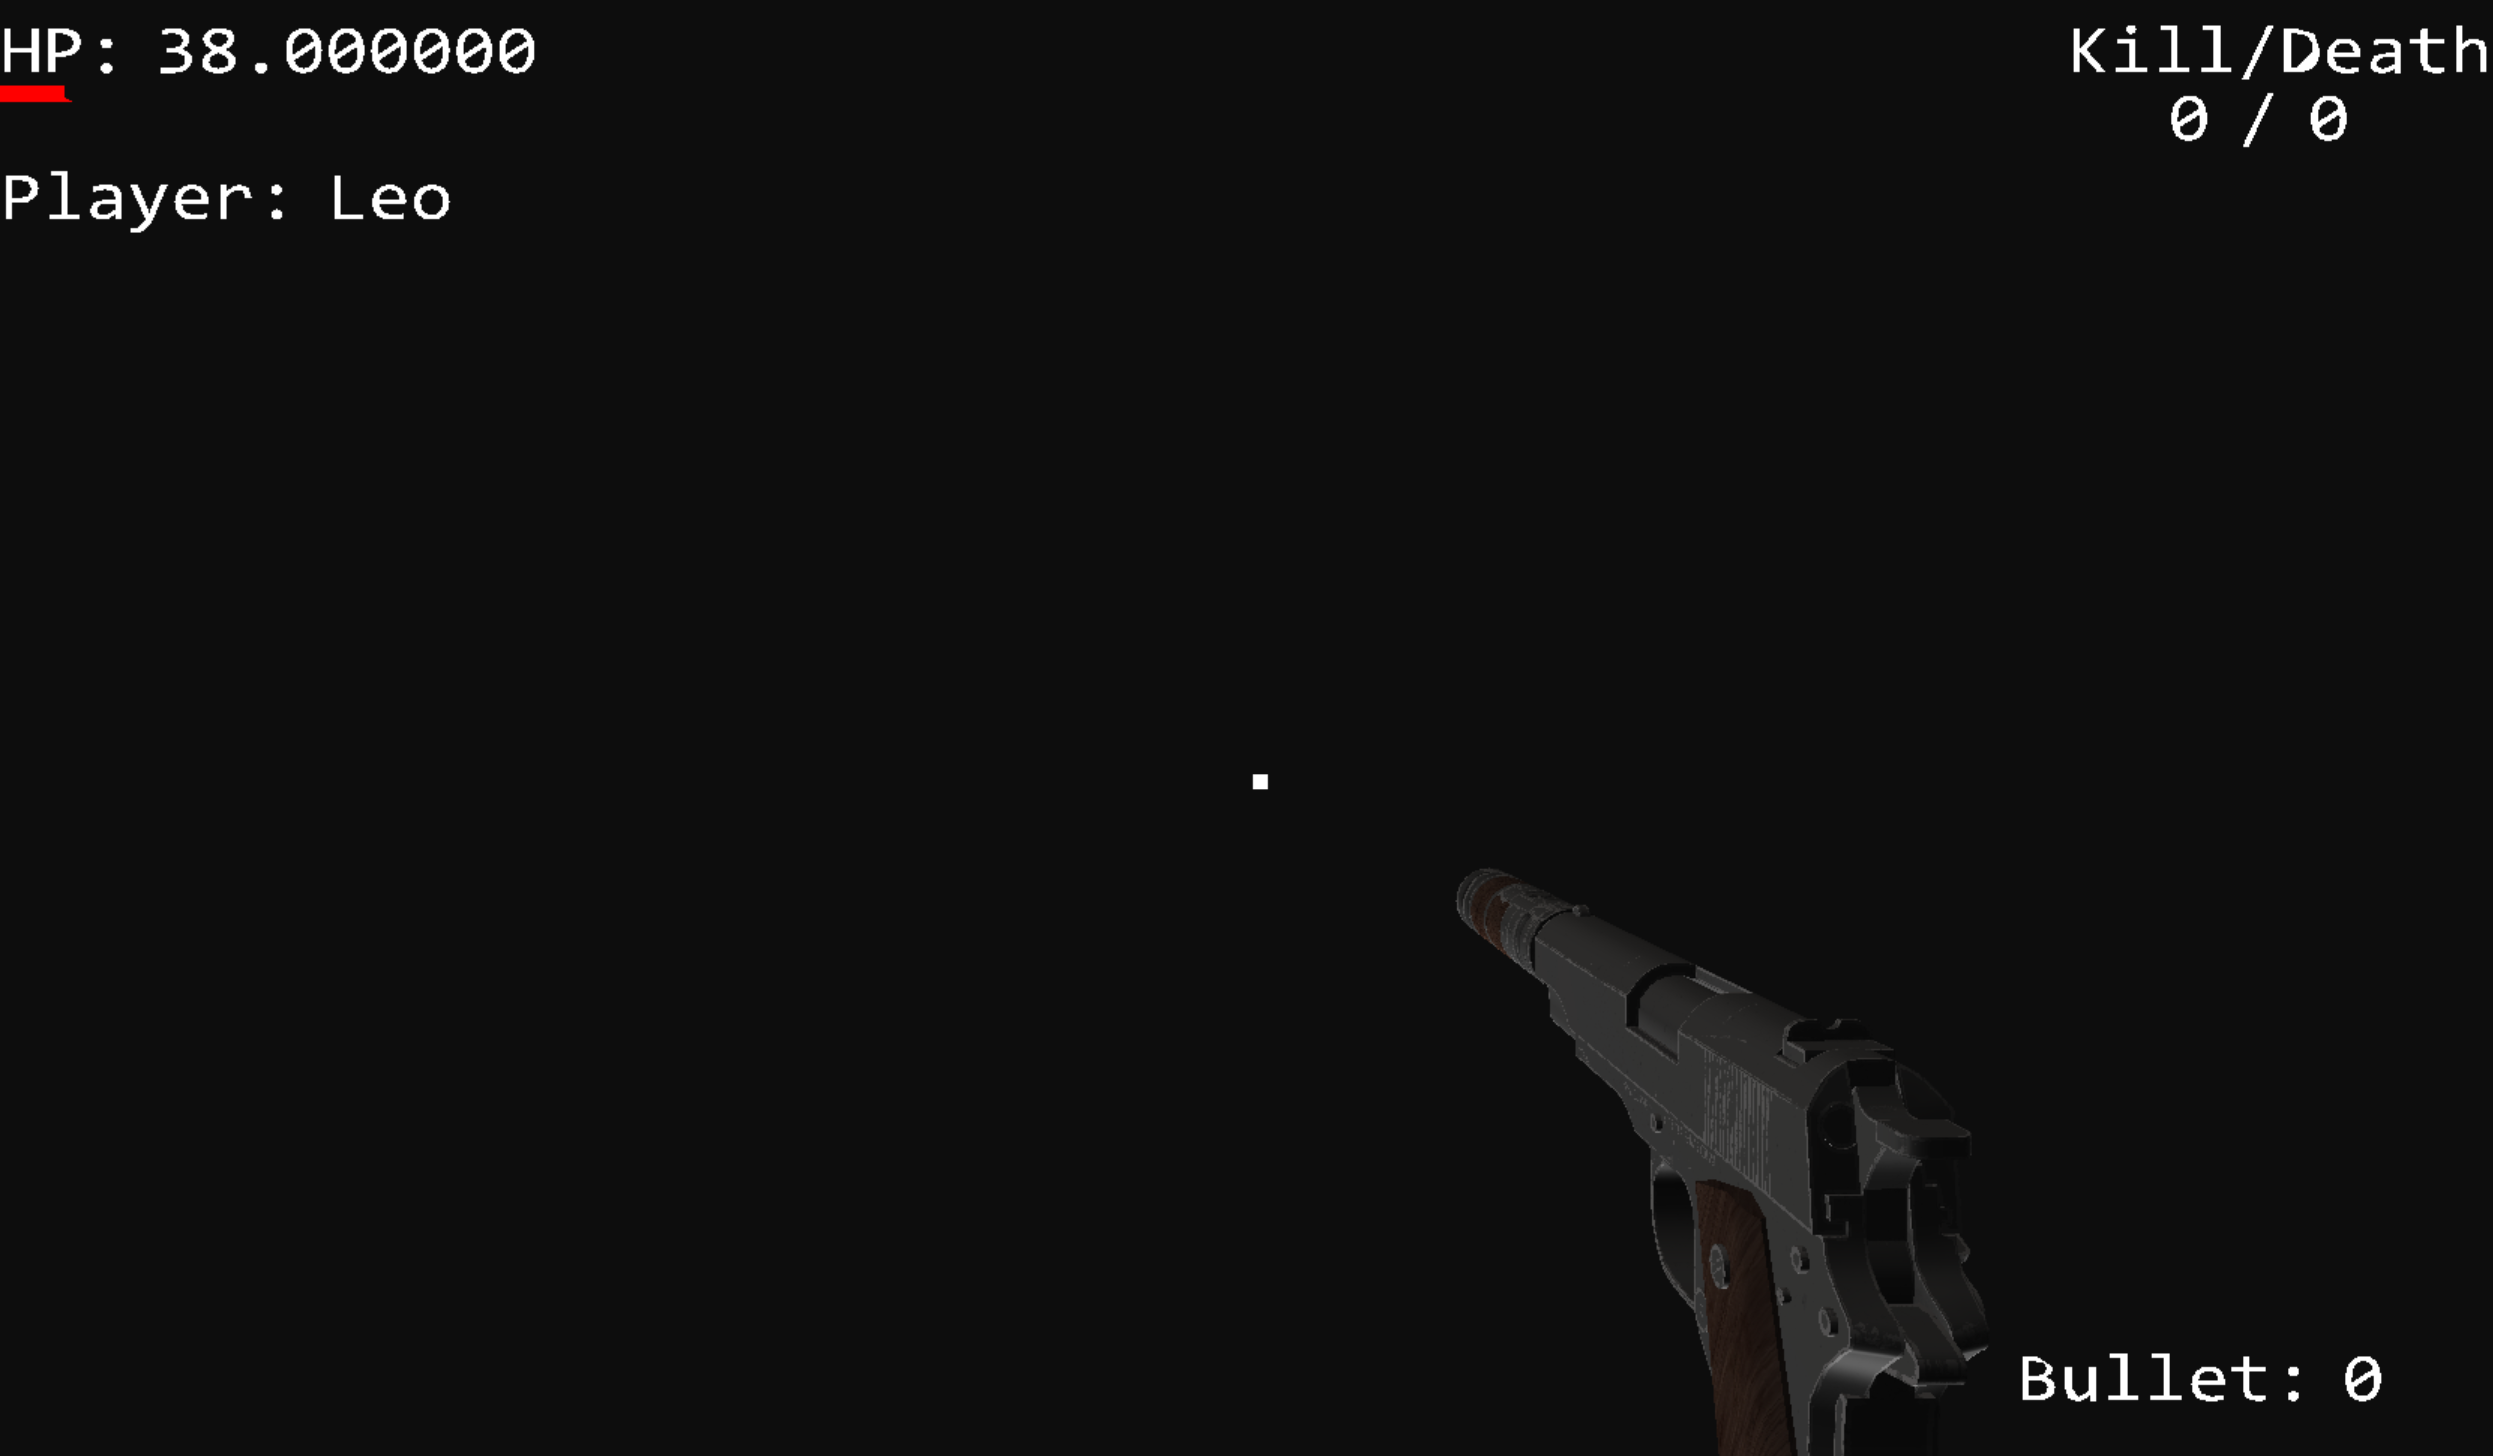 HP: 38.000000
Kill/Death
0 / 0
Player: Leo
Bullet: 0